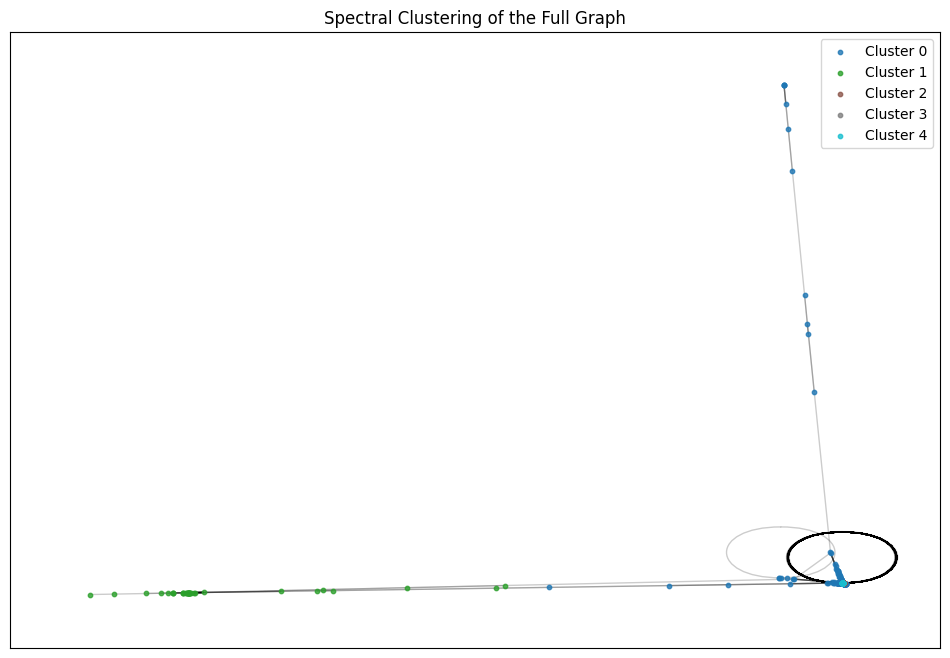 Spectral Clustering of the Full Graph
Cluster 0
Cluster 1
Cluster 2
Cluster 3
Cluster 4